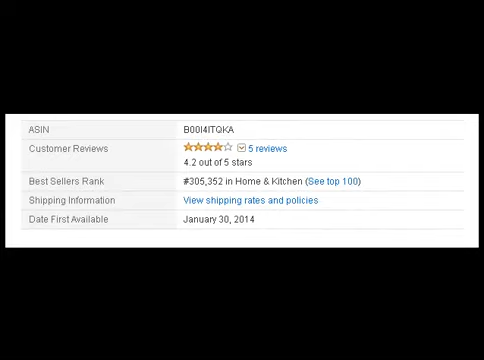 ASIN B00I4ITQKA
Customer Reviews 5 reviews
4.2 out of 5 stars
Best Sellers Rank #305,352 in Home & Kitchen (See top 100)
Shipping Information View shipping rates and policies
Date First Available January 30, 2014